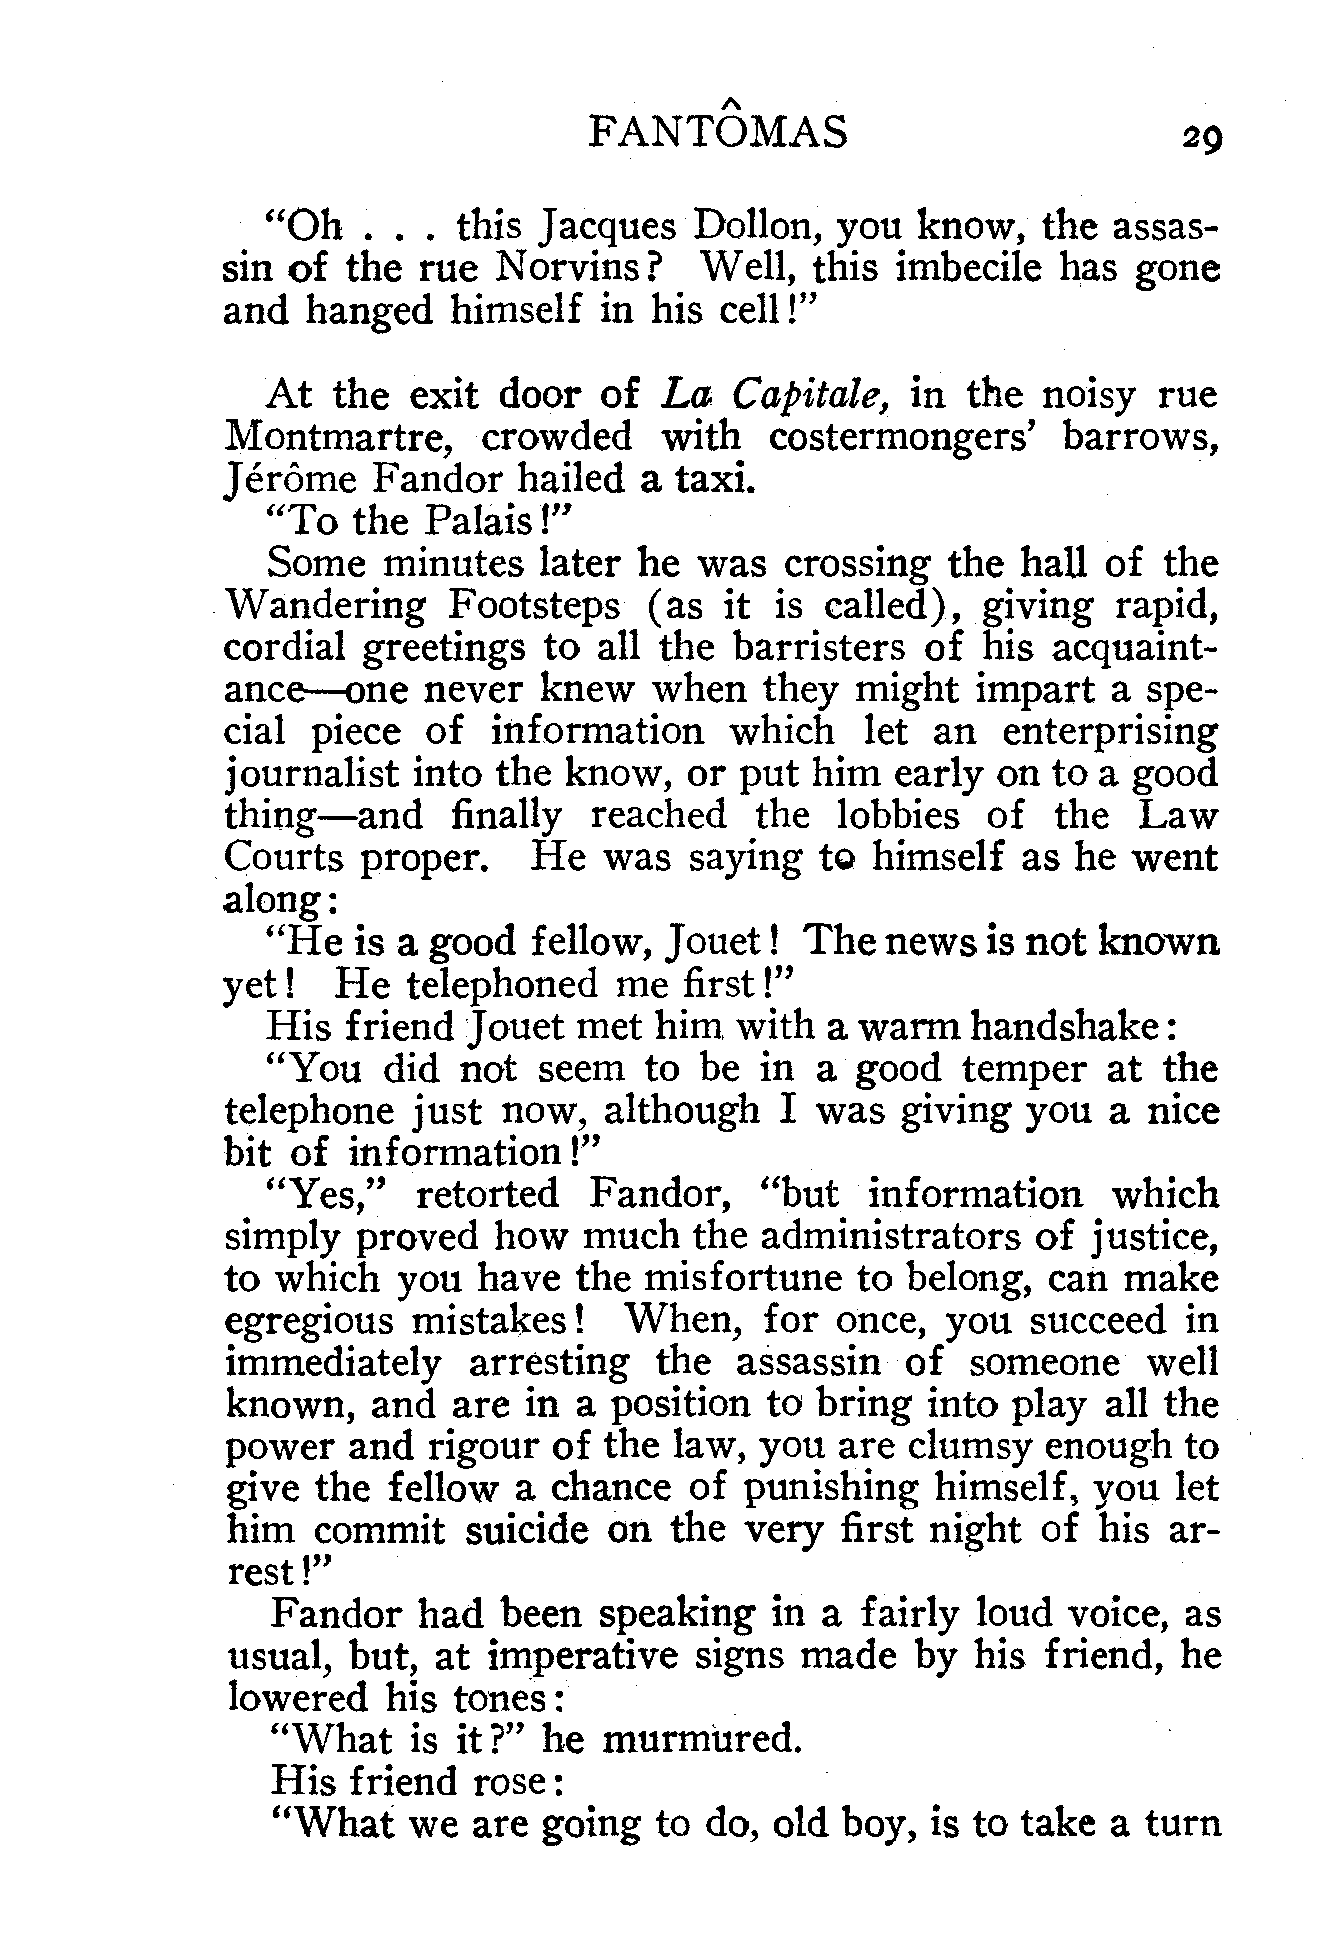 FANTÔMAS 29
"Oh . . . this Jacques Dollon, you know, the assas-
sin of the rue Norvins? Well, this imbecile has gone
and hanged himself in his cell!"
At the exit door of La Capitale, in the noisy rue
Montmartre, crowded with costermongers' barrows,
Jérôme Fandor hailed a taxi.
"To the Palais!"
Some minutes later he was crossing the hall of the
Wandering Footsteps (as it is called), giving rapid,
cordial greetings to all the barristers of his acquaint-
ance—one never knew when they might impart a spe-
cial piece of information which let an enterprising
journalist into the know, or put him early on to a good
thing—and finally reached the lobbies of the Law
Courts proper. He was saying to himself as he went
along:
"He is a good fellow, Jouet! The news is not known
yet! He telephoned me first!"
His friend Jouet met him with a warm handshake:
"You did not seem to be in a good temper at the
telephone just now, although I was giving you a nice
bit of information!"
"Yes," retorted Fandor, "but information which
simply proved how much the administrators of justice,
to which you have the misfortune to belong, can make
egregious mistakes! When, for once, you succeed in
immediately arresting the assassin of someone well
known, and are in a position to bring into play all the
power and rigour of the law, you are clumsy enough to
give the fellow a chance of punishing himself, you let
him commit suicide on the very first night of his ar-
rest!"
Fandor had been speaking in a fairly loud voice, as
usual, but, at imperative signs made by his friend, he
lowered his tones:
"What is it?" he murmured.
His friend rose:
"What we are going to do, old boy, is to take a turn